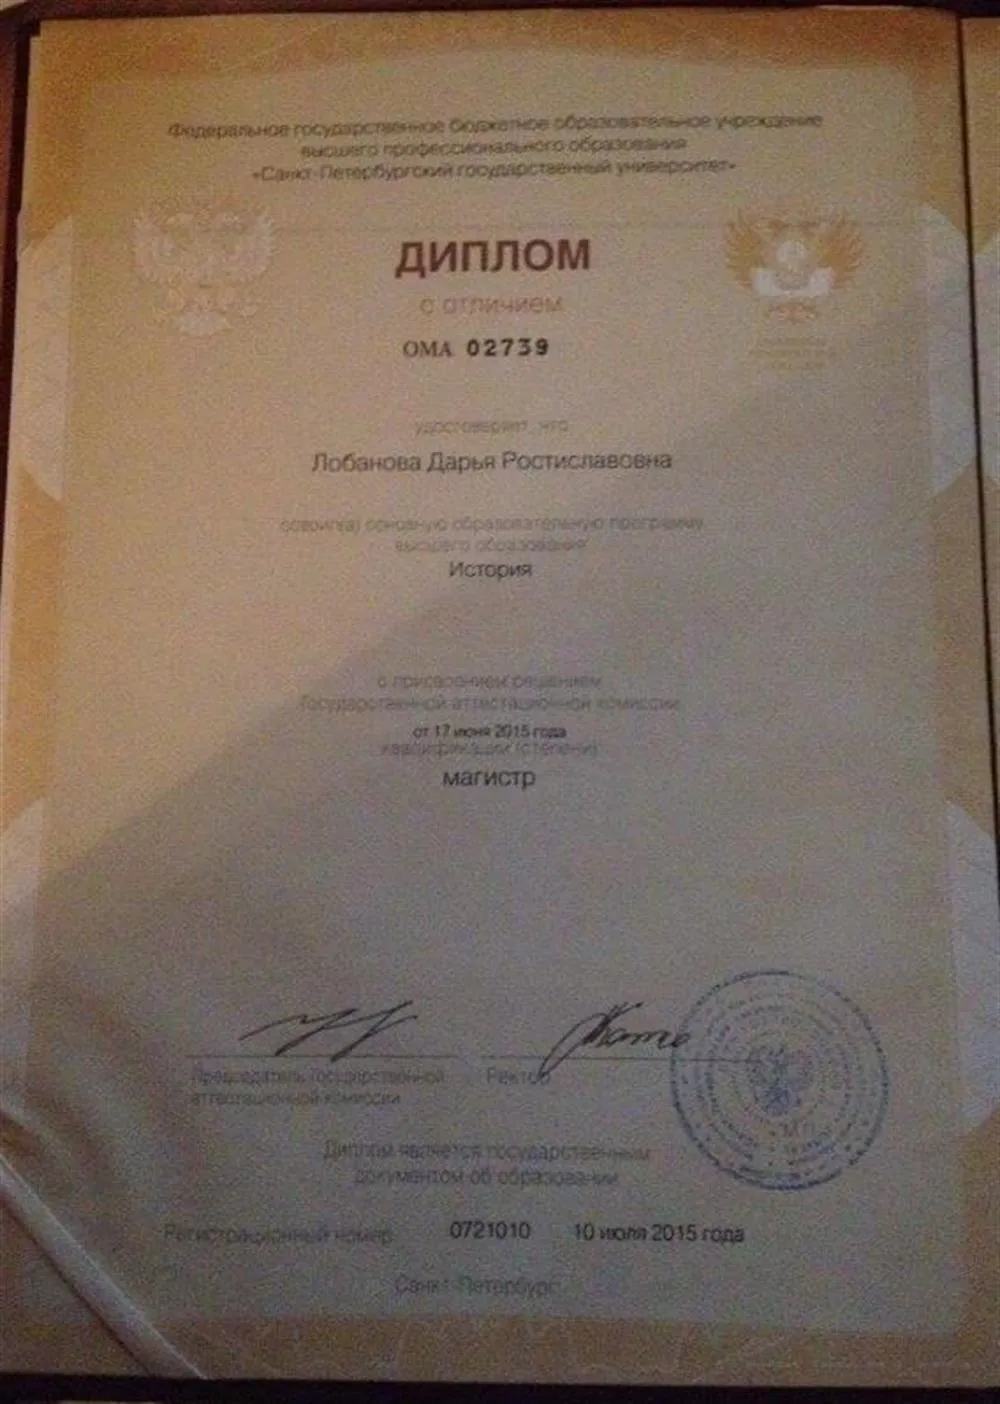 Федеральное государственное бюджетное образовательное учреждение
высшего профессионального образования
«Санкт-Петербургский государственный университет»
ДИПЛОМ
с отличием
ОМА 02739
удостоверяет, что
Лобанова Дарья Ростиславовна
освоил(а) основную образовательную программу
высшего образования
История
с присвоением решением
Государственной аттестационной комиссии
от 17 июня 2015 года
квалификации (степени)
магистр
Председатель Государственной
аттестационной комиссии
Ректор
М.П.
Диплом является государственным
документом об образовании
Регистрационный номер 0721010 10 июля 2015 года
Санкт-Петербург